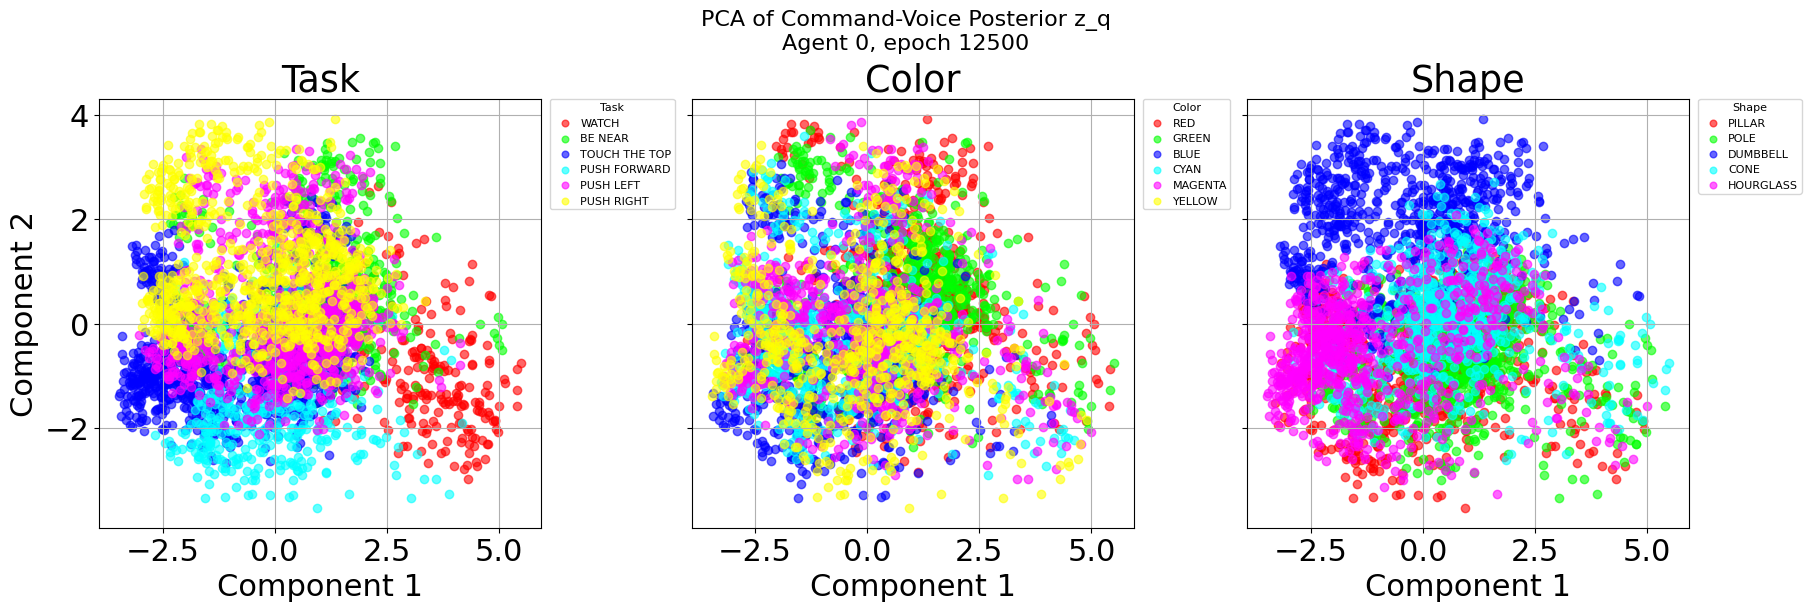 PCA of Command-Voice Posterior z_q
Agent 0, epoch 12500
Task
Component 2
4
2
0
−2
−2.5 0.0 2.5 5.0
Component 1
Task
WATCH
BE NEAR
TOUCH THE TOP
PUSH FORWARD
PUSH LEFT
PUSH RIGHT
Color
−2.5 0.0 2.5 5.0
Component 1
Color
RED
GREEN
BLUE
CYAN
MAGENTA
YELLOW
Shape
−2.5 0.0 2.5 5.0
Component 1
Shape
PILLAR
POLE
DUMBBELL
CONE
HOURGLASS